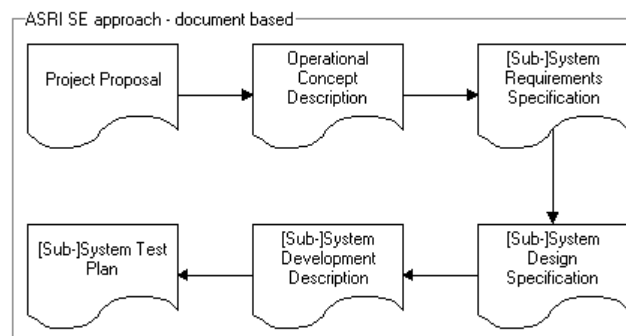 ASRI SE approach - document based
Project Proposal
Operational
Concept
Description
[Sub-]System
Requirements
Specification
[Sub-]System Test
Plan
[Sub-]System
Development
Description
[Sub-]System
Design
Specification